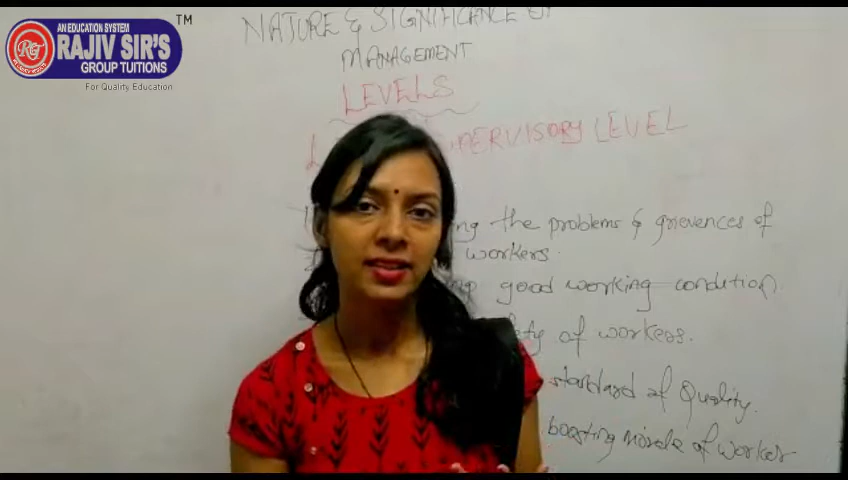 TM
AN EDUCATION SYSTEM
RAJIV SIR'S
RGT
GROUP TUITIONS
For Quality Education
NATURE & SIGNIFICANCE OF
MANAGEMENT
LEVELS
LEVEL
the problems & grievences of
workers.
good working condition
of workers.
standard of Quality.
boosting morale of worker